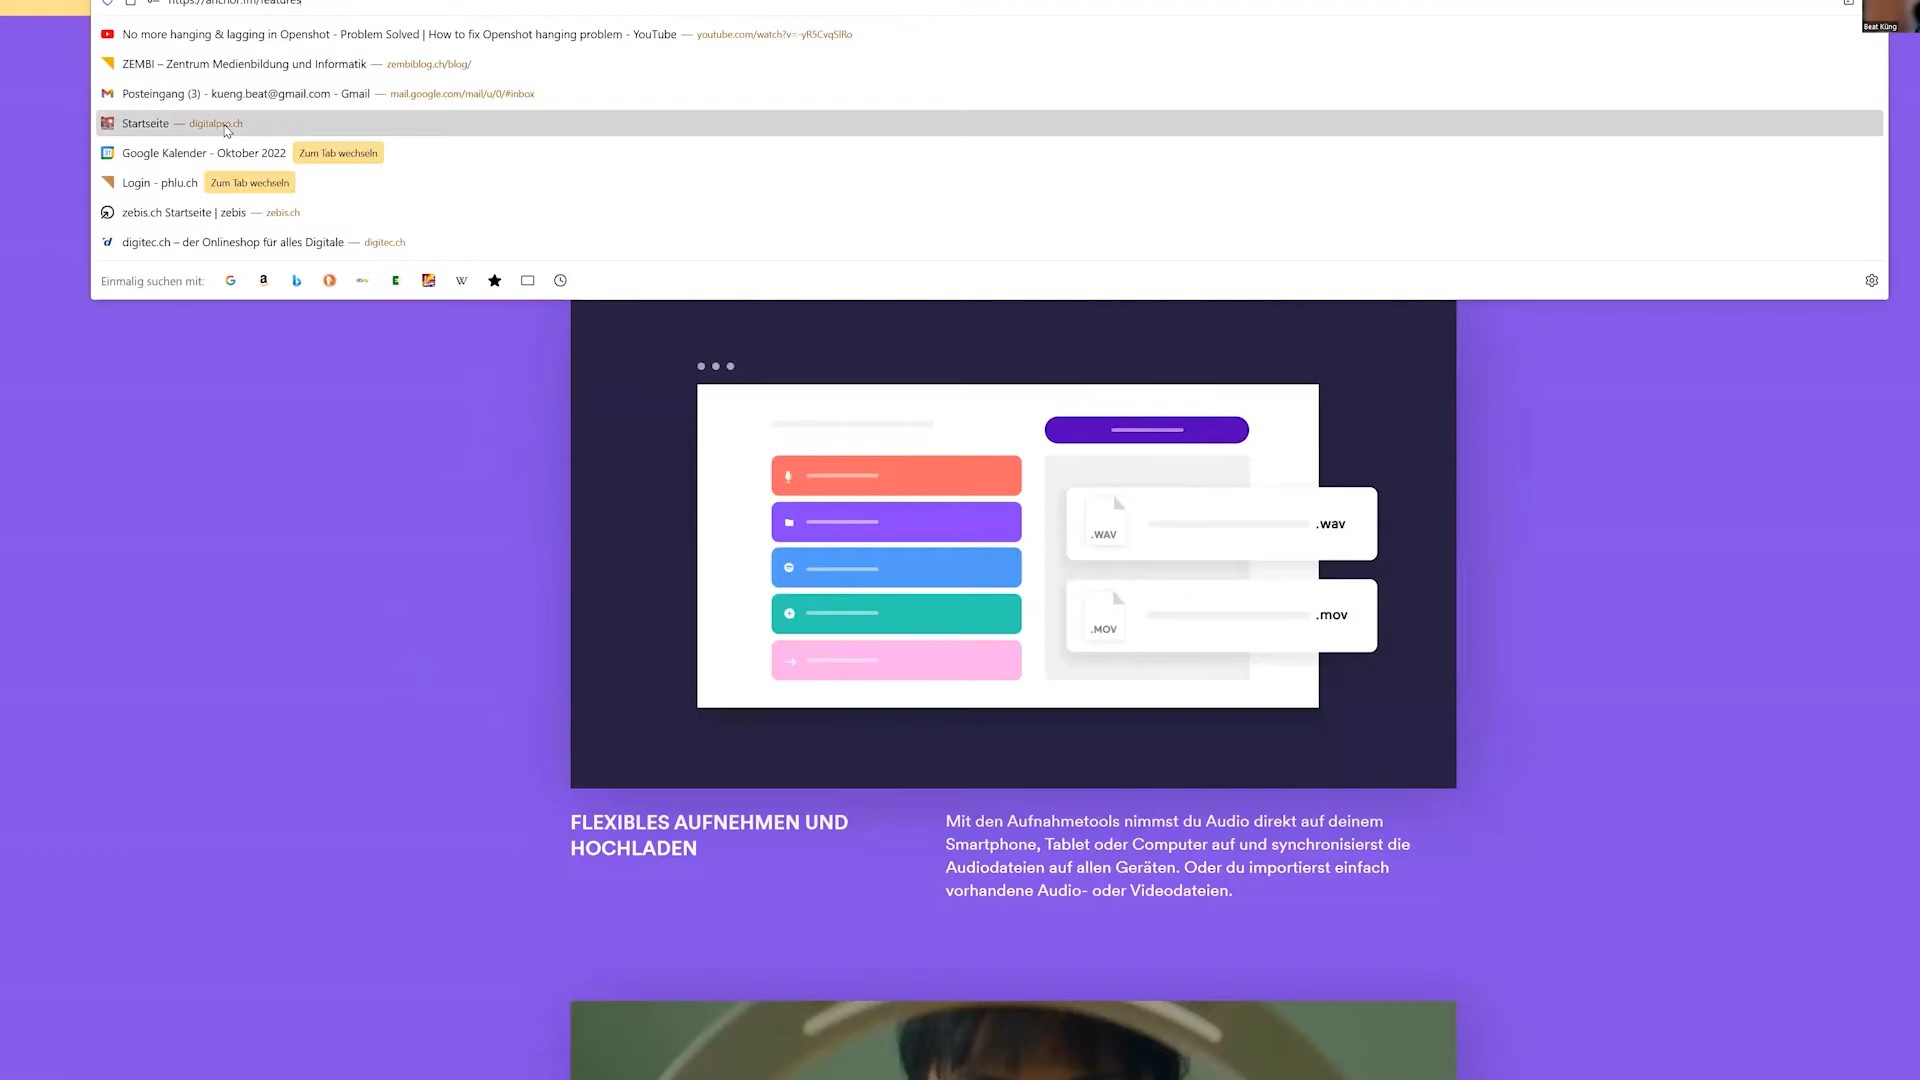 https://anchor.fm/features
Beat Küng
No more hanging & lagging in Openshot - Problem Solved | How to fix Openshot hanging problem - YouTube — youtube.com/watch?v=-yR5CvqSlRo
ZEMBI – Zentrum Medienbildung und Informatik — zembiblog.ch/blog/
Posteingang (3) - kueng.beat@gmail.com - Gmail — mail.google.com/mail/u/0/#inbox
Startseite — digitalpro.ch
Google Kalender - Oktober 2022 Zum Tab wechseln
Login - phlu.ch Zum Tab wechseln
zebis.ch Startseite | zebis — zebis.ch
digitec.ch – der Onlineshop für alles Digitale — digitec.ch
Einmalig suchen mit:
.WAV .wav
.MOV .mov
FLEXIBLES AUFNEHMEN UND
HOCHLADEN
Mit den Aufnahmetools nimmst du Audio direkt auf deinem
Smartphone, Tablet oder Computer auf und synchronisierst die
Audiodateien auf allen Geräten. Oder du importierst einfach
vorhandene Audio- oder Videodateien.